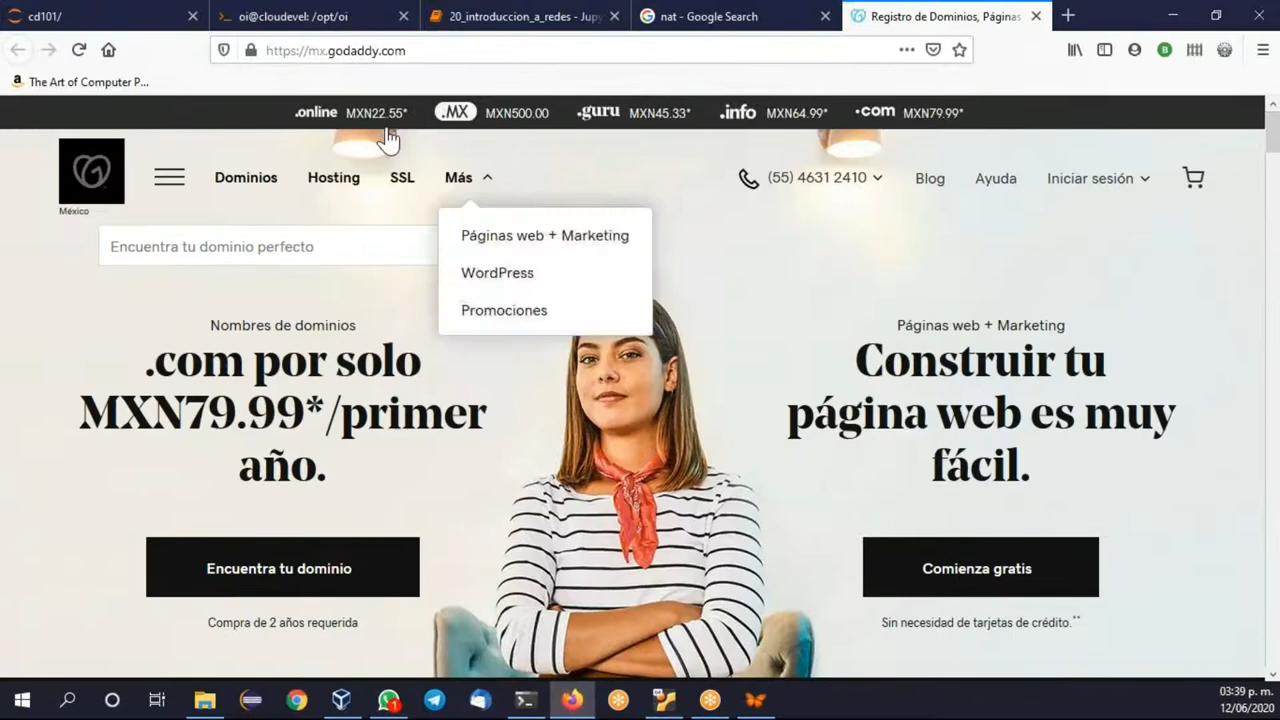 cd101/
oi@cloudevel: /opt/oi
20_introduccion_a_redes - Jupy
nat - Google Search
Registro de Dominios, Páginas
https://mx.godaddy.com
The Art of Computer P...
.online MXN22.55* .MX MXN500.00 .guru MXN45.33* .info MXN64.99* .com MXN79.99*
México
Dominios Hosting SSL Más
(55) 4631 2410 Blog Ayuda Iniciar sesión
Encuentra tu dominio perfecto
Páginas web + Marketing
WordPress
Promociones
Nombres de dominios
.com por solo
MXN79.99*/primer
año.
Encuentra tu dominio
Compra de 2 años requerida
Páginas web + Marketing
Construir tu
página web es muy
fácil.
Comienza gratis
Sin necesidad de tarjetas de crédito.**
03:39 p. m.
12/06/2020